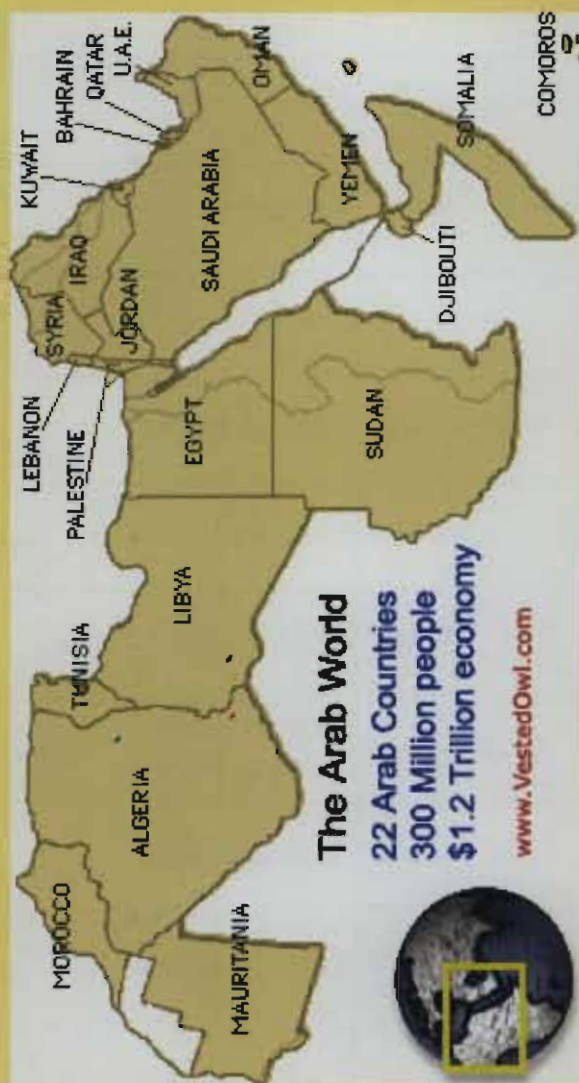 KUWAIT
BAHRAIN
QATAR
U.A.E.
LEBANON
SYRIA
IRAQ
PALESTINE
JORDAN
OMAN
MOROCCO
TUNISIA
SAUDI ARABIA
ALGERIA
LIBYA
EGYPT
YEMEN
MAURITANIA
SUDAN
DJIBOUTI
SOMALIA
COMOROS
The Arab World
22 Arab Countries
300 Million people
$1.2 Trillion economy
www.VestedOwl.com